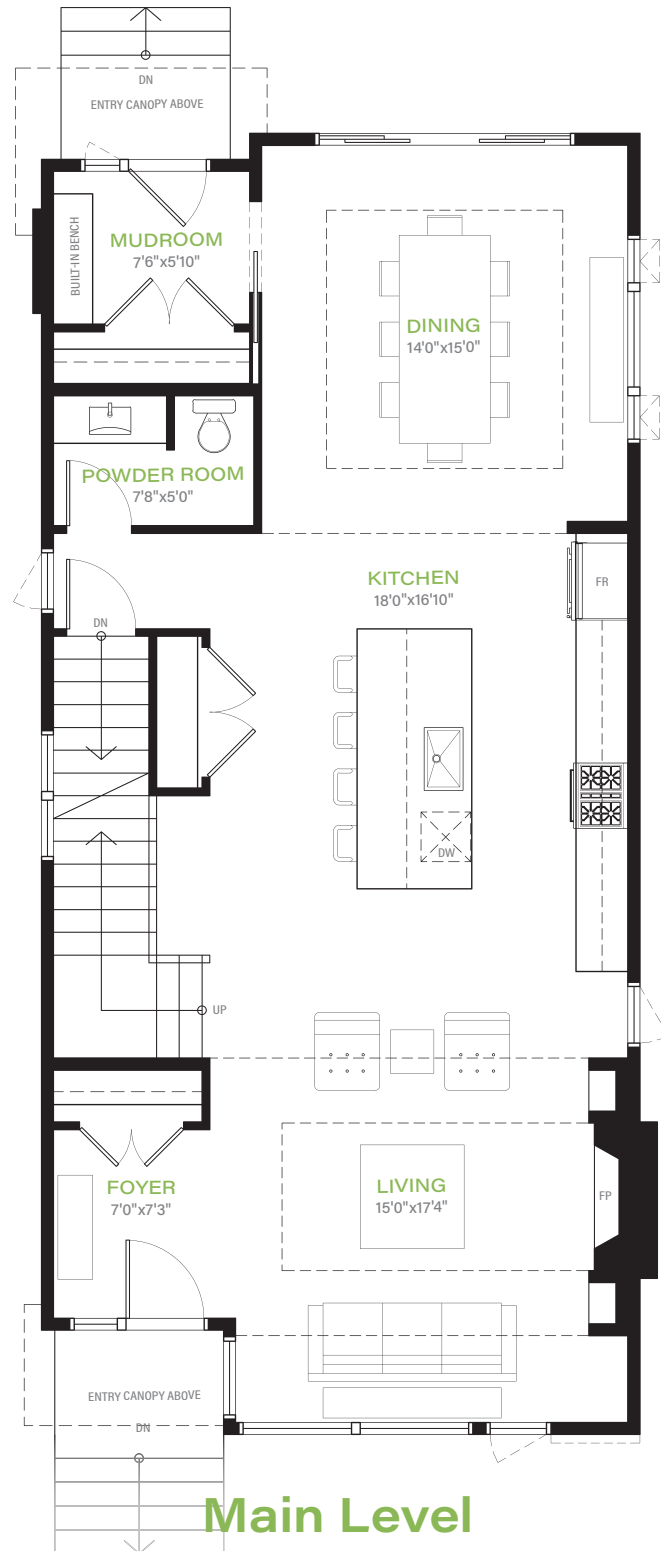 DN
ENTRY CANOPY ABOVE
MUDROOM
7'6"x5'10"
BUILT-IN BENCH
DINING
14'0"x15'0"
POWDER ROOM
7'8"x5'0"
KITCHEN
18'0"x16'10"
FR
DN
DW
UP
FOYER
7'0"x7'3"
LIVING
15'0"x17'4"
FP
ENTRY CANOPY ABOVE
DN
Main Level